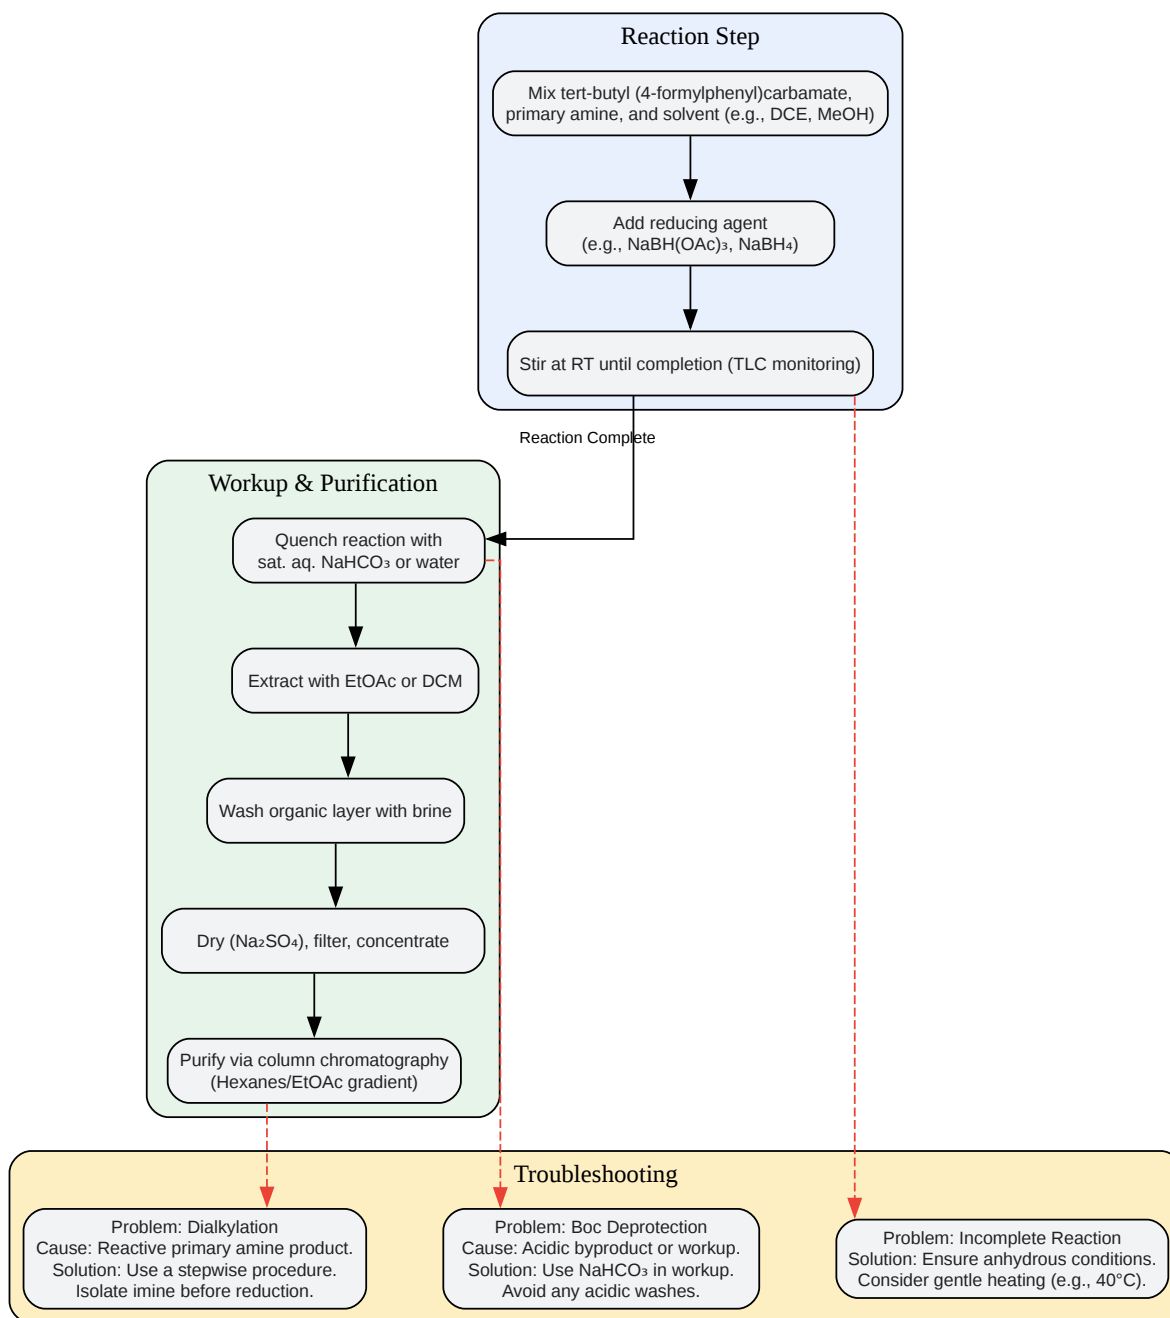 Reaction Step
Mix tert-butyl (4-formylphenyl)carbamate,
primary amine, and solvent (e.g., DCE, MeOH)
Add reducing agent
(e.g., NaBH(OAc)₃, NaBH₄)
Stir at RT until completion (TLC monitoring)
Reaction Complete
Workup & Purification
Quench reaction with
sat. aq. NaHCO₃ or water
Extract with EtOAc or DCM
Wash organic layer with brine
Dry (Na₂SO₄), filter, concentrate
Purify via column chromatography
(Hexanes/EtOAc gradient)
Troubleshooting
Problem: Dialkylation
Cause: Reactive primary amine product.
Solution: Use a stepwise procedure.
Isolate imine before reduction.
Problem: Boc Deprotection
Cause: Acidic byproduct or workup.
Solution: Use NaHCO₃ in workup.
Avoid any acidic washes.
Problem: Incomplete Reaction
Solution: Ensure anhydrous conditions.
Consider gentle heating (e.g., 40°C).